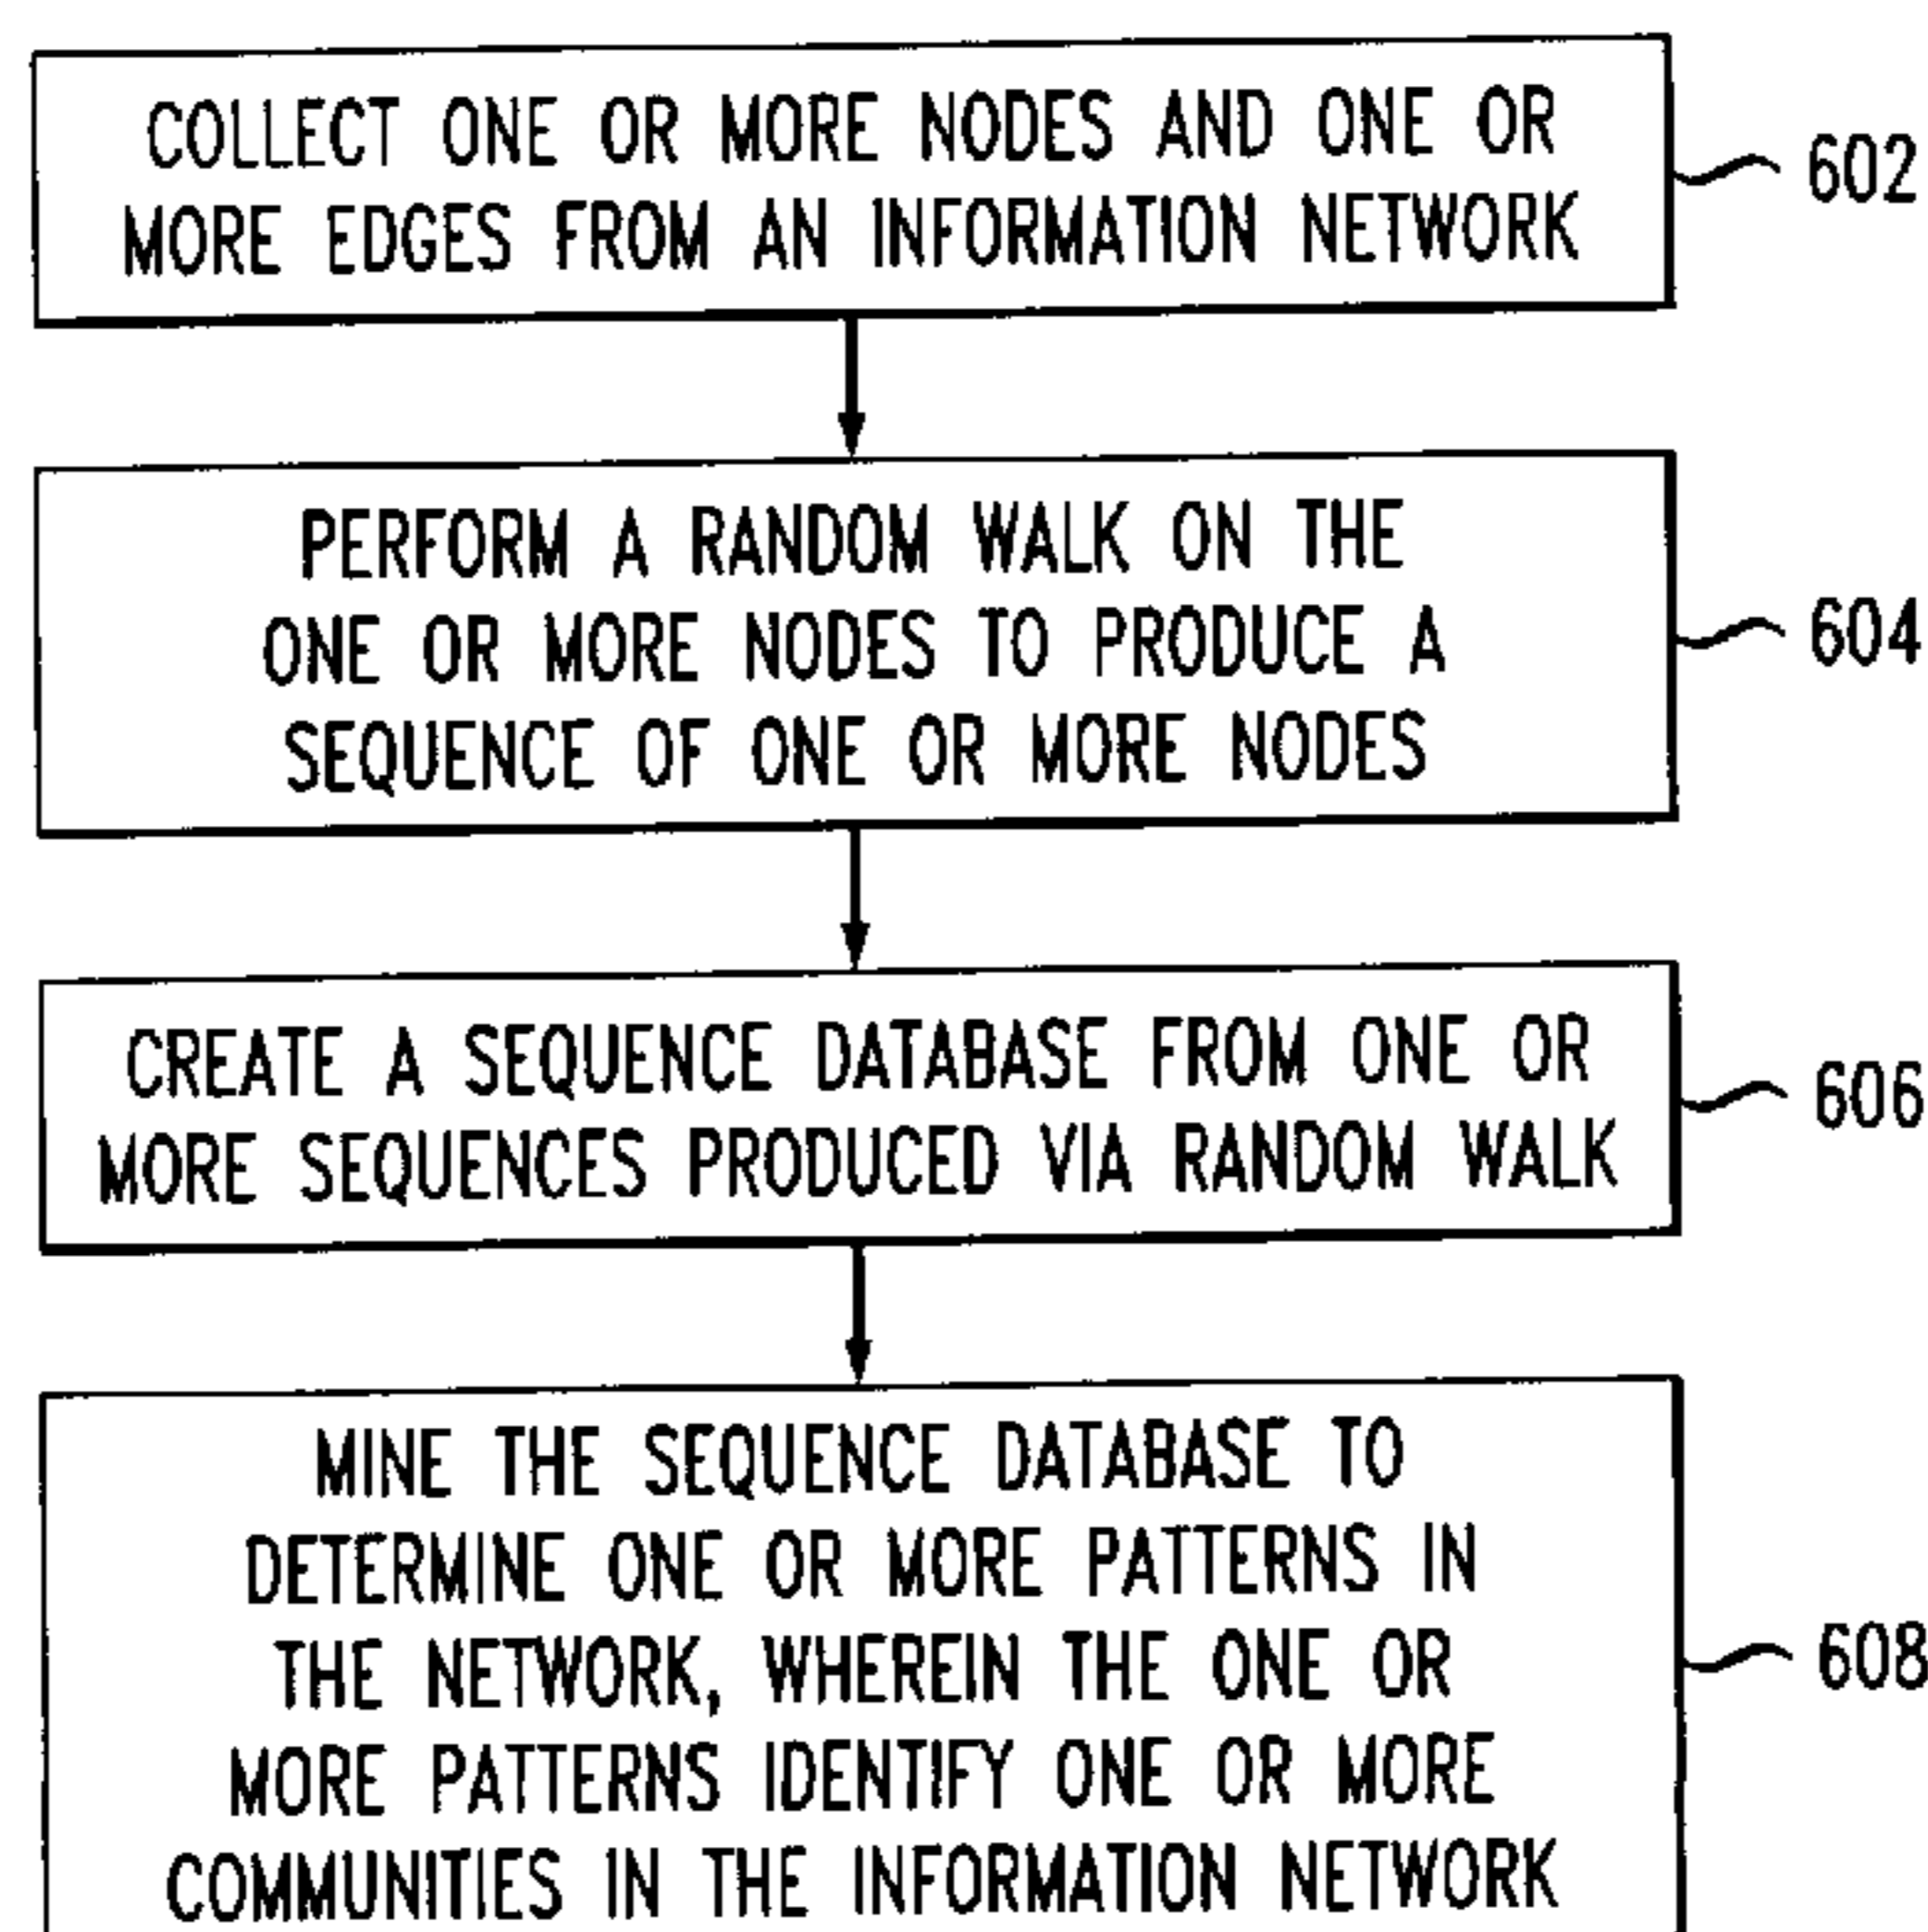 COLLECT ONE OR MORE NODES AND ONE OR
MORE EDGES FROM AN INFORMATION NETWORK
602
PERFORM A RANDOM WALK ON THE
ONE OR MORE NODES TO PRODUCE A
SEQUENCE OF ONE OR MORE NODES
604
CREATE A SEQUENCE DATABASE FROM ONE OR
MORE SEQUENCES PRODUCED VIA RANDOM WALK
606
MINE THE SEQUENCE DATABASE TO
DETERMINE ONE OR MORE PATTERNS IN
THE NETWORK, WHEREIN THE ONE OR
MORE PATTERNS IDENTIFY ONE OR MORE
COMMUNITIES IN THE INFORMATION NETWORK
608